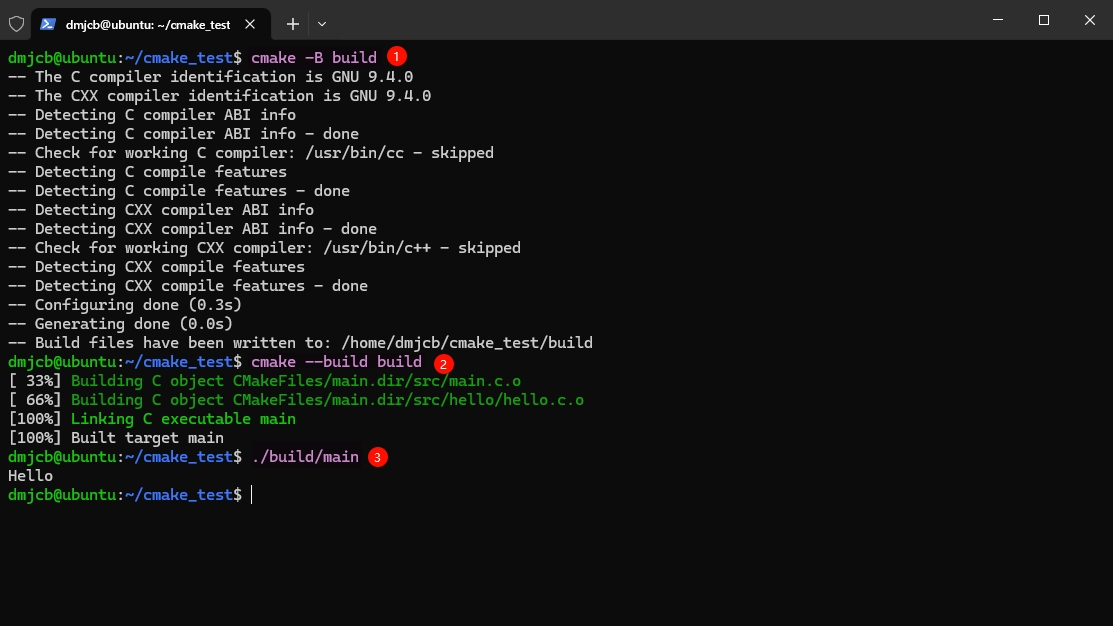 dmjcb@ubuntu: ~/cmake_test
dmjcb@ubuntu:~/cmake_test$ cmake -B build 1
-- The C compiler identification is GNU 9.4.0
-- The CXX compiler identification is GNU 9.4.0
-- Detecting C compiler ABI info
-- Detecting C compiler ABI info - done
-- Check for working C compiler: /usr/bin/cc - skipped
-- Detecting C compile features
-- Detecting C compile features - done
-- Detecting CXX compiler ABI info
-- Detecting CXX compiler ABI info - done
-- Check for working CXX compiler: /usr/bin/c++ - skipped
-- Detecting CXX compile features
-- Detecting CXX compile features - done
-- Configuring done (0.3s)
-- Generating done (0.0s)
-- Build files have been written to: /home/dmjcb/cmake_test/build
dmjcb@ubuntu:~/cmake_test$ cmake --build build 2
[ 33%] Building C object CMakeFiles/main.dir/src/main.c.o
[ 66%] Building C object CMakeFiles/main.dir/src/hello/hello.c.o
[100%] Linking C executable main
[100%] Built target main
dmjcb@ubuntu:~/cmake_test$ ./build/main 3
Hello
dmjcb@ubuntu:~/cmake_test$